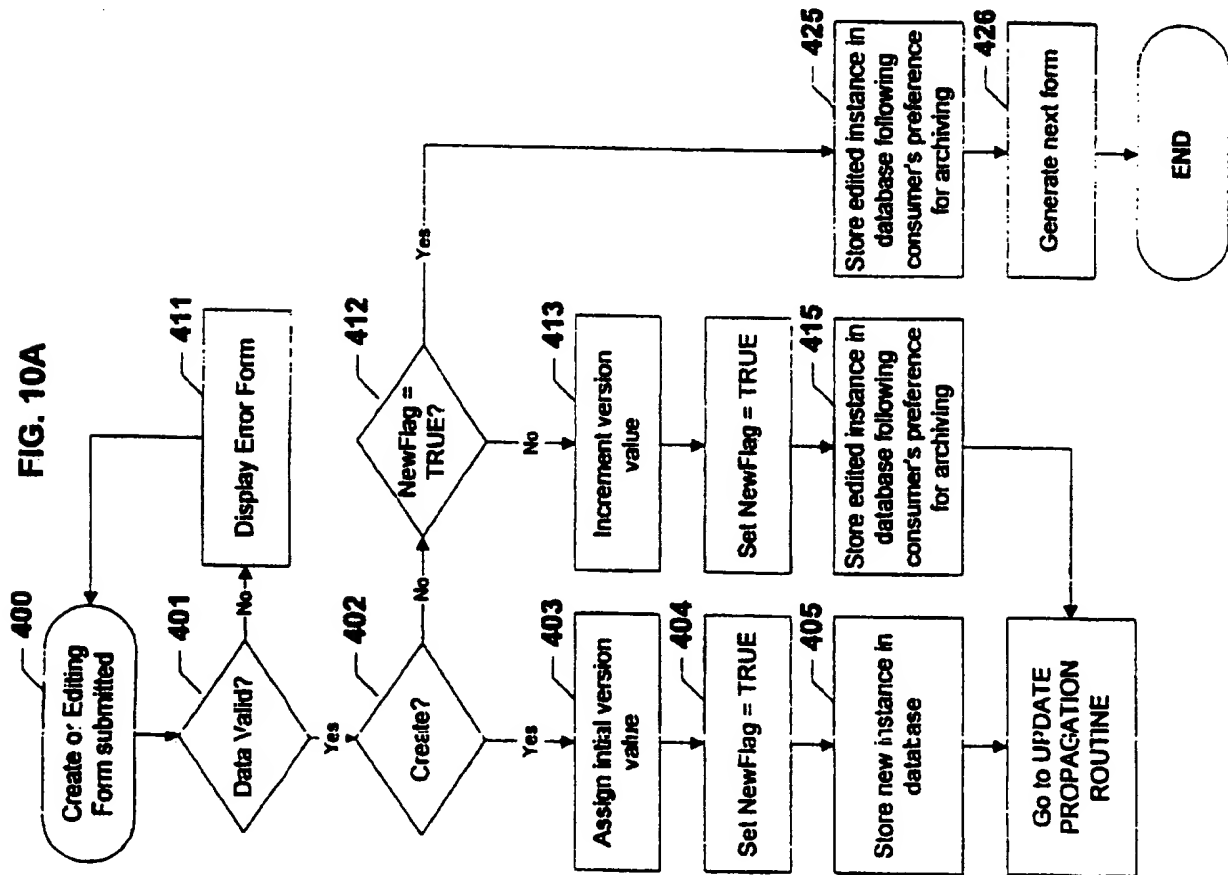 FIG. 10A
400
Create or Editing
Form submitted
401
Data Valid?
No
411
Display Error Form
Yes
402
Create?
No
412
NewFlag =
TRUE?
Yes
Yes
403
Assign intial version
value
404
Set NewFlag = TRUE
405
Store new instance in
database
Go to UPDATE
PROPAGATION
ROUTINE
No
413
Increment version
value
Set NewFlag = TRUE
415
Store edited instance in
database following
consumer's preference
for archiving
425
Store edited instance in
database following
consumer's preference
for archiving
426
Generate next form
END